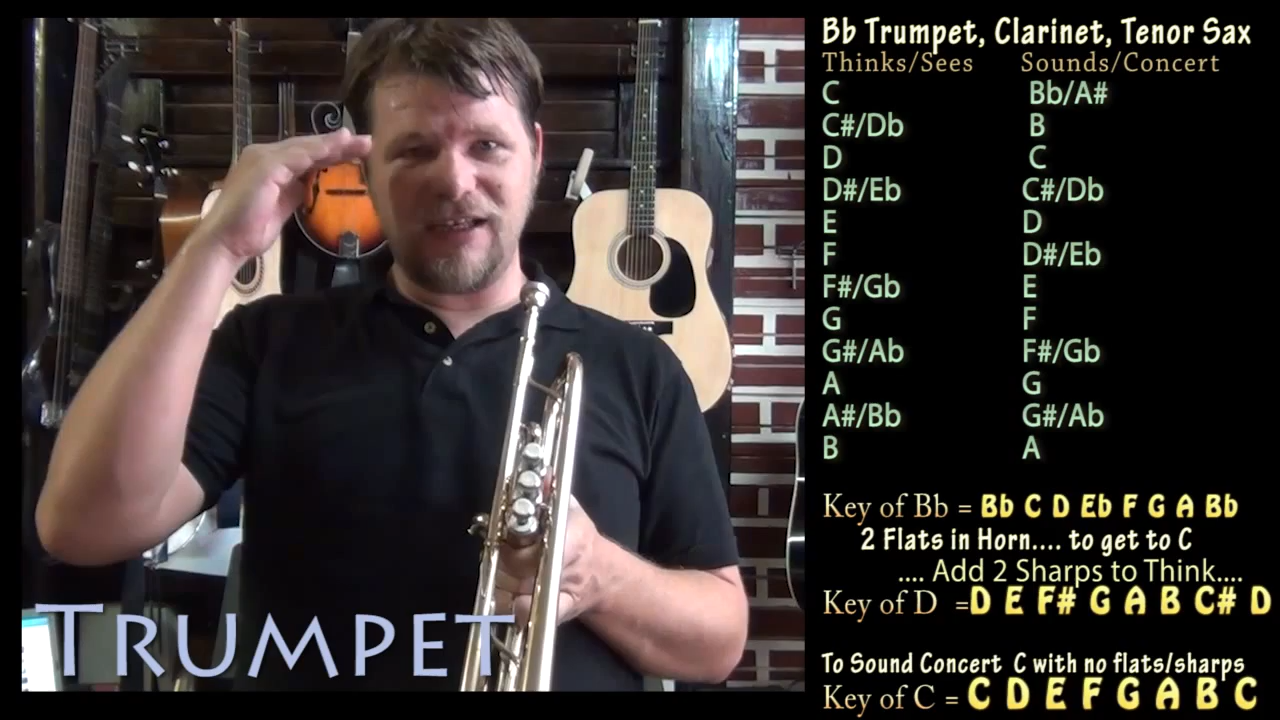 Bb Trumpet, Clarinet, Tenor Sax
Thinks/Sees Sounds/Concert
C Bb/A#
C#/Db B
D C
D#/Eb C#/Db
E D
F D#/Eb
F#/Gb E
G F
G#/Ab F#/Gb
A G
A#/Bb G#/Ab
B A
Key of Bb = Bb C D Eb F G A Bb
2 Flats in Horn.... to get to C
.... Add 2 Sharps to Think....
Key of D =D E F# G A B C# D
To Sound Concert C with no flats/sharps
Key of C = C D E F G A B C
TRUMPET